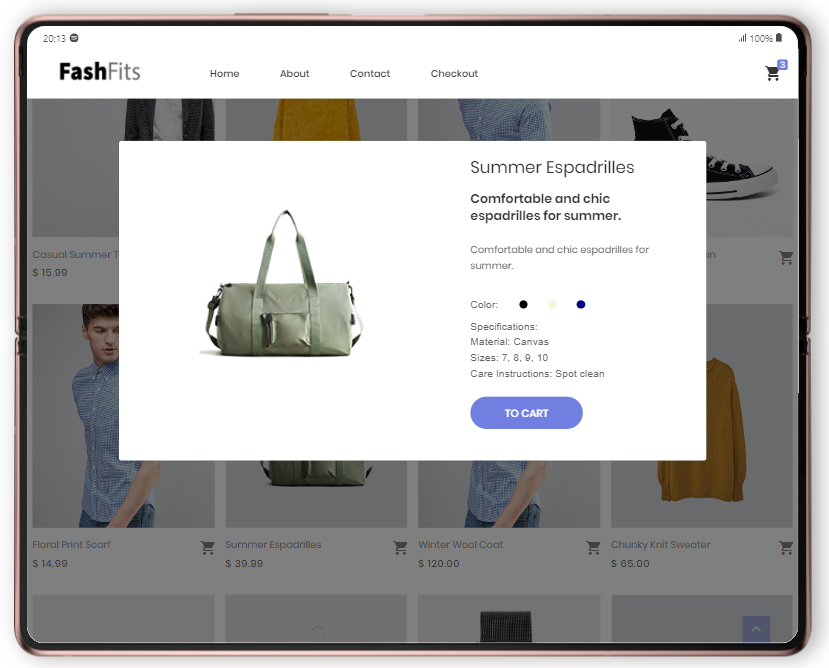 20:13
100%
FashFits
Home
About
Contact
Checkout
3
Summer Espadrilles
Comfortable and chic
espadrilles for summer.
Comfortable and chic espadrilles for
summer.
Color:
Specifications:
Material: Canvas
Sizes: 7, 8, 9, 10
Care Instructions: Spot clean
TO CART
Casual Summer T
$ 15.99
an
Floral Print Scarf
$ 14.99
Summer Espadrilles
$ 39.99
Winter Wool Coat
$ 120.00
Chunky Knit Sweater
$ 65.00